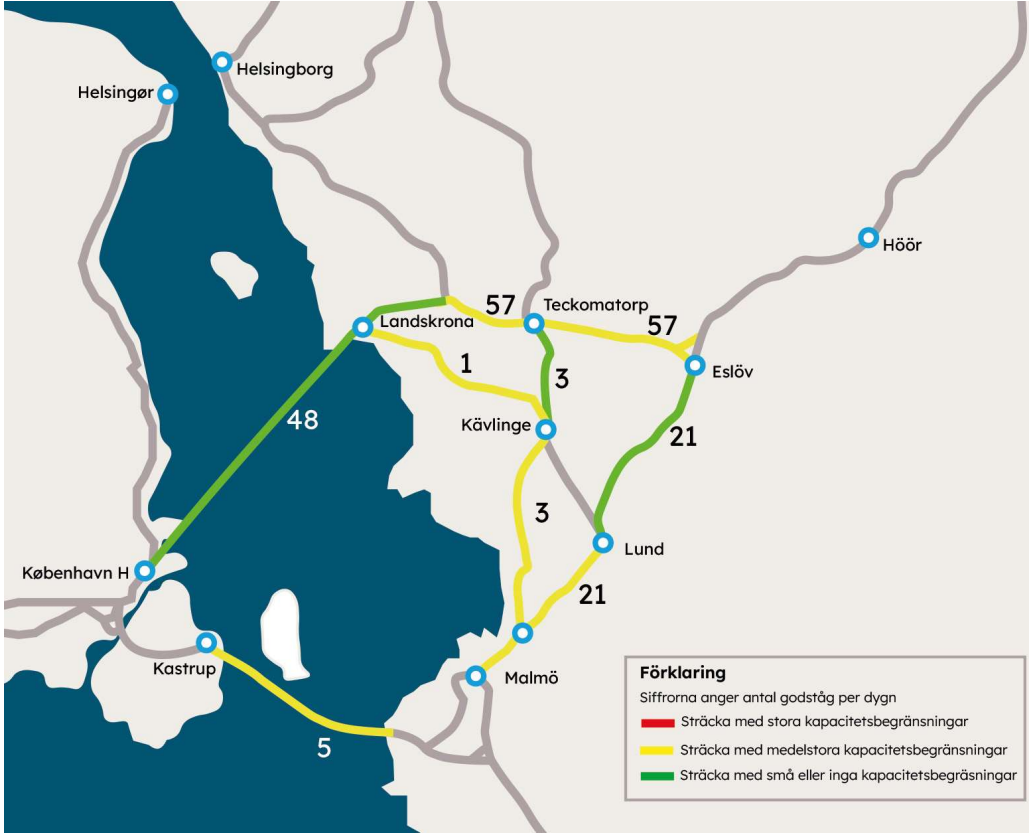 Helsingborg
Helsingør
Höör
57
Teckomatorp
Landskrona
57
1
3
Eslöv
48
Kävlinge
21
3
Lund
København H
21
Kastrup
Malmö
5
Förklaring
Siffrorna anger antal godståg per dygn
Sträcka med stora kapacitetsbegränsningar
Sträcka med medelstora kapacitetsbegränsningar
Sträcka med små eller inga kapacitetsbegräsningar